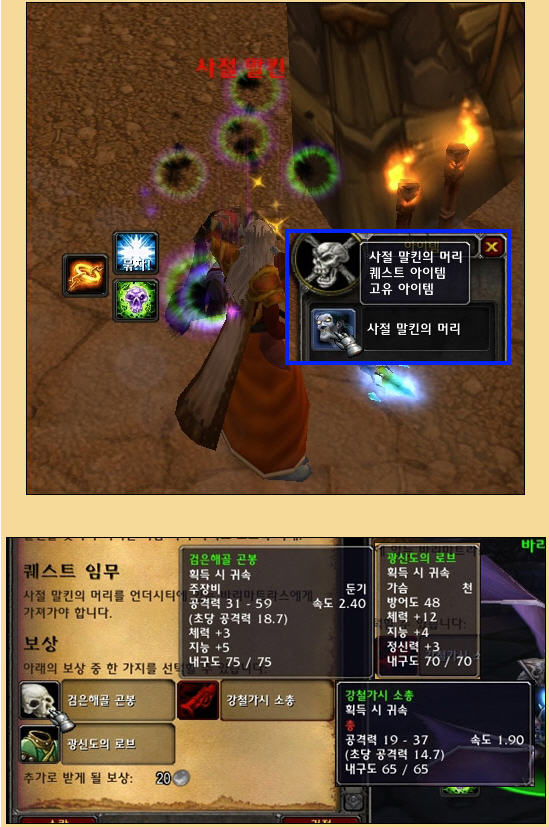 사절 말킨
묶자!
아이템
사절 말킨의 머리
퀘스트 아이템
고유 아이템
사절 말킨의 머리
퀘스트 임무
사절 말킨의 머리를 언더시티에
가져가야 합니다.
보상
아래의 보상 중 한 가지를 선택할
검은해골 곤봉
강철가시 소총
광신도의 로브
추가로 받게 될 보상: 20
검은해골 곤봉
획득 시 귀속
주장비 둔기
공격력 31 - 59 속도 2.40
(초당 공격력 18.7)
체력 +3
지능 +5
내구도 75 / 75
광신도의 로브
획득 시 귀속
가슴 천
방어도 48
체력 +12
지능 +4
정신력 +3
내구도 70 / 70
강철가시 소총
획득 시 귀속
총
공격력 19 - 37 속도 1.90
(초당 공격력 14.7)
내구도 65 / 65